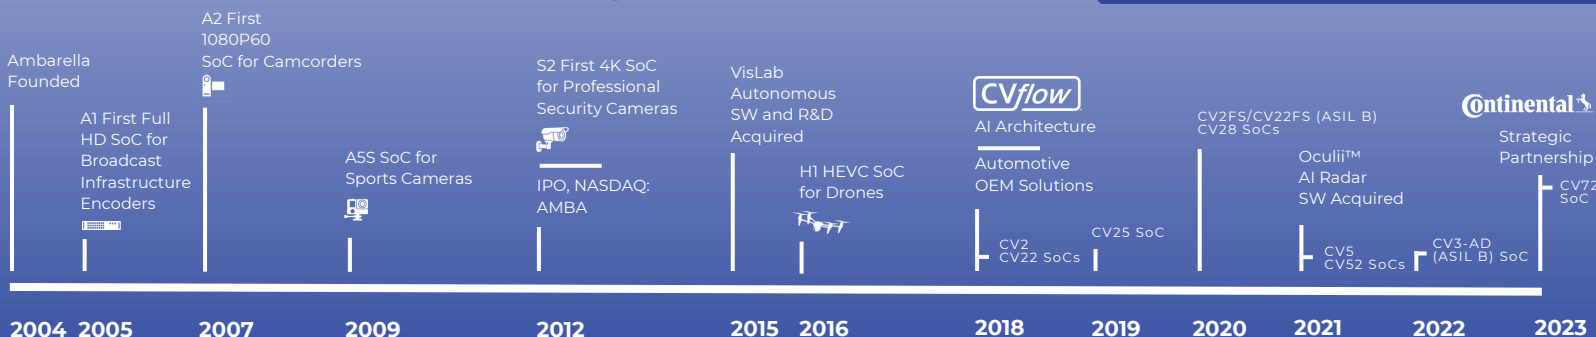 Ambarella
Founded
A1 First Full
HD SoC for
Broadcast
Infrastructure
Encoders
A2 First
1080P60
SoC for Camcorders
A5S SoC for
Sports Cameras
S2 First 4K SoC
for Professional
Security Cameras
IPO, NASDAQ:
AMBA
VisLab
Autonomous
SW and R&D
Acquired
H1 HEVC SoC
for Drones
CVflow
AI Architecture
Automotive
OEM Solutions
CV2
CV22 SoCs
CV25 SoC
CV2FS/CV22FS (ASIL B)
CV28 SoCs
Oculii™
AI Radar
SW Acquired
CV5
CV52 SoCs
CV3-AD
(ASIL B) SoC
Continental
Strategic
Partnership
CV72
SoC
2004 2005 2007 2009 2012 2015 2016 2018 2019 2020 2021 2022 2023